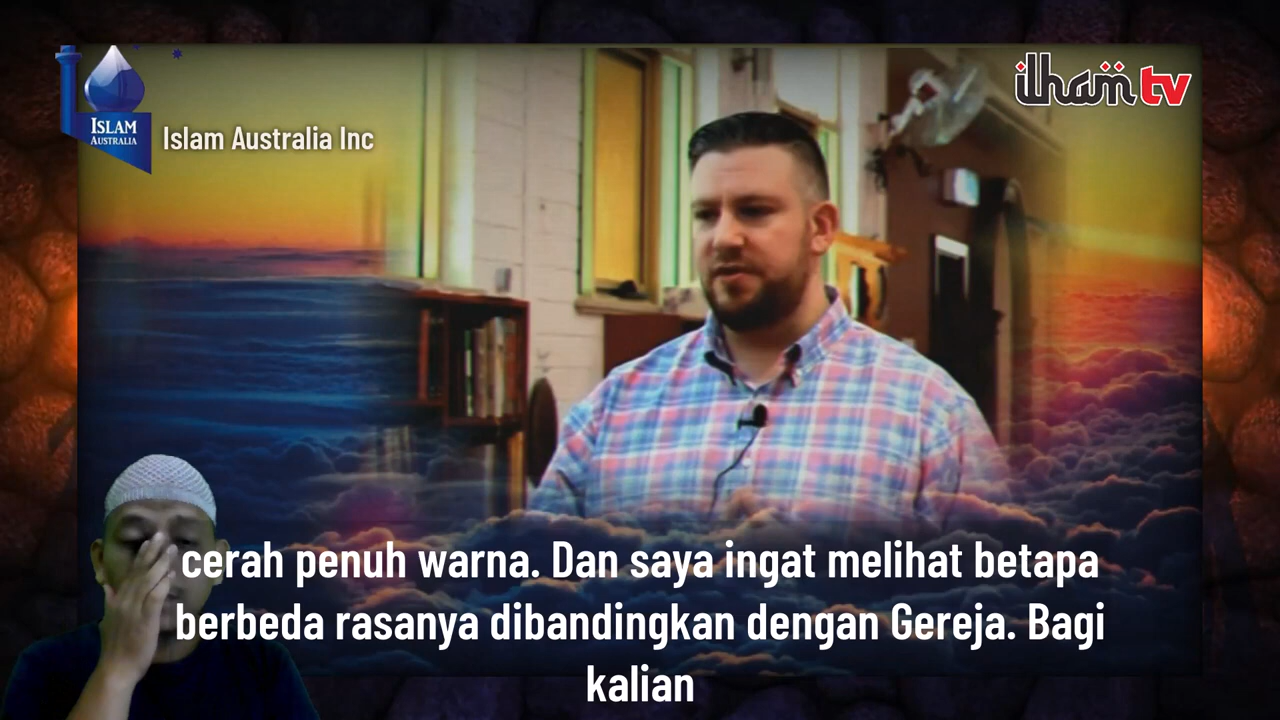 ISLAM
AUSTRALIA
Islam Australia Inc
ilham tv
cerah penuh warna. Dan saya ingat melihat betapa
berbeda rasanya dibandingkan dengan Gereja. Bagi
kalian